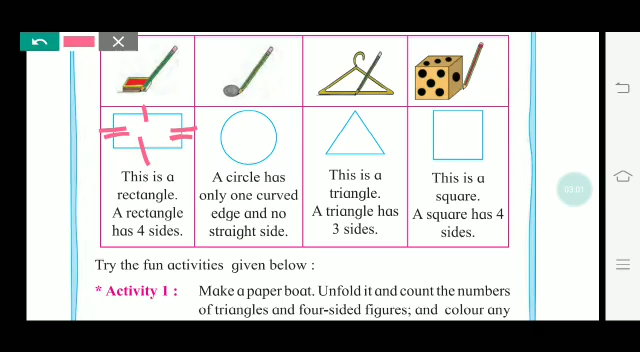 This is a
rectangle.
A rectangle
has 4 sides.
A circle has
only one curved
edge and no
straight side.
This is a
triangle.
A triangle has
3 sides.
This is a
square.
A square has 4
sides.
Try the fun activities given below :
* Activity 1 : Make a paper boat. Unfold it and count the numbers
of triangles and four-sided figures; and colour any